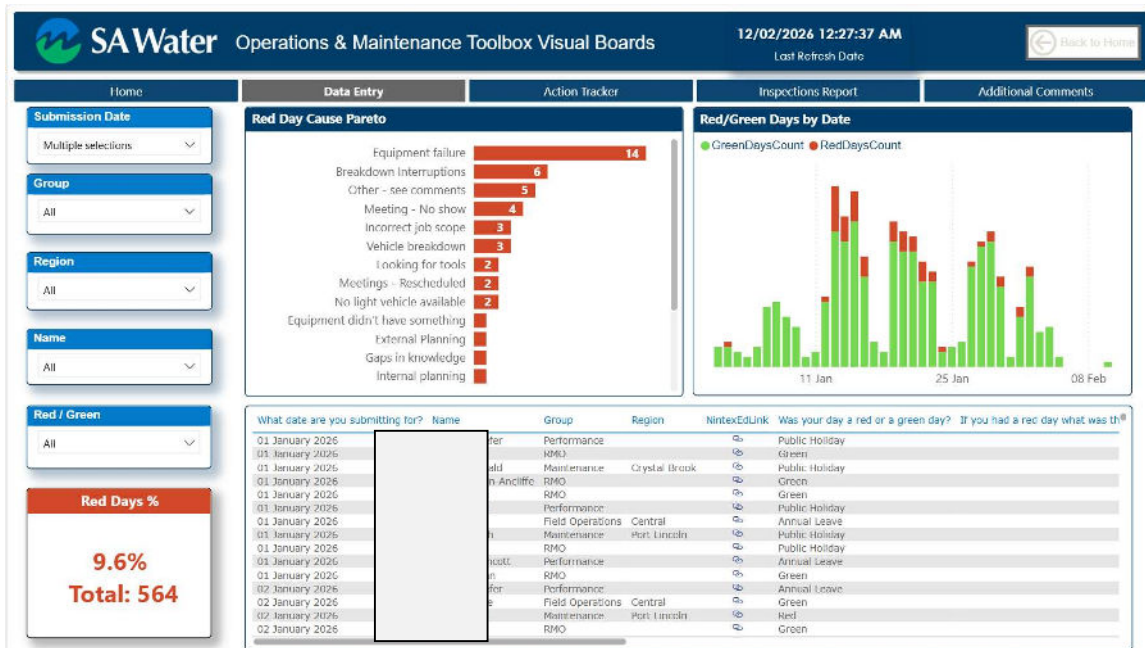 SA Water Operations & Maintenance Toolbox Visual Boards
12/02/2026 12:27:37 AM
Last Refresh Date
Back to Home
Home Data Entry Action Tracker Inspections Report Additional Comments
Submission Date
Multiple selections
Group
All
Region
All
Name
All
Red / Green
All
Red Days %
9.6%
Total: 564
Red Day Cause Pareto
Equipment failure 14
Breakdown Interruptions 6
Other - see comments 5
Meeting - No show 4
Incorrect job scope 3
Vehicle breakdown 3
Looking for tools 2
Meetings - Rescheduled 2
No light vehicle available 2
Equipment didn't have something
External Planning
Gaps in knowledge
Internal planning
Red/Green Days by Date
GreenDaysCount RedDaysCount
11 Jan 25 Jan 08 Feb
What date are you submitting for? Name Group Region NintexEdLink Was your day a red or a green day? If you had a red day what was th
01 January 2026 fer Performance Public Holiday
01 January 2026 RMO Green
01 January 2026 ald Maintenance Crystal Brook Public Holiday
01 January 2026 n-Ancliffe RMO Green
01 January 2026 RMO Green
01 January 2026 Performance Public Holiday
01 January 2026 Field Operations Central Annual Leave
01 January 2026 h Maintenance Port Lincoln Public Holiday
01 January 2026 RMO Public Holiday
01 January 2026 ncott Performance Annual Leave
01 January 2026 n RMO Green
02 January 2026 fer Performance Annual Leave
02 January 2026 e Field Operations Central Green
02 January 2026 Maintenance Port Lincoln Red
02 January 2026 RMO Green